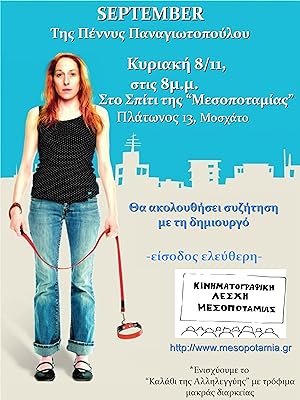 SEPTEMBER
Της Πέννυς Παναγιωτοπούλου
Κυριακή 8/11,
στις 8μ.μ.
Στο Σπίτι της "Μεσοποταμίας"
Πλάτωνος 13, Μοσχάτο
Θα ακολουθήσει συζήτηση
με τη δημιουργό
-είσοδος ελεύθερη-
ΚΙΝΗΜΑΤΟΓΡΑΦΙΚΗ
ΛΕΣΧΗ
ΜΕΣΟΠΟΤΑΜΙΑΣ
http://www.mesopotamia.gr
*Ενισχύουμε το
"Καλάθι της Αλληλεγγύης" με τρόφιμα
μακράς διαρκείας